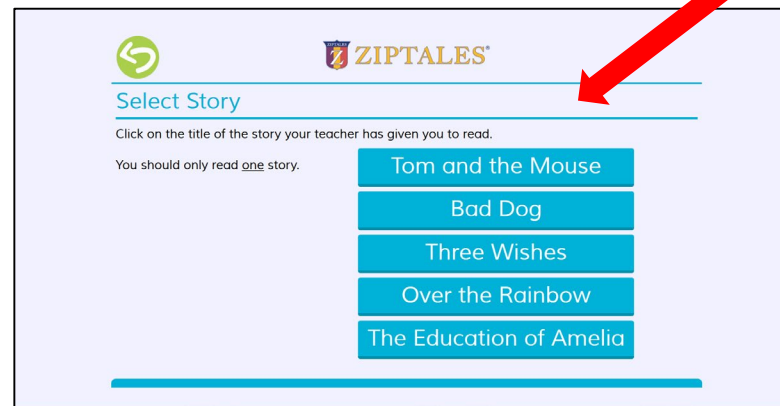 ZIPTALES
Select Story
Click on the title of the story your teacher has given you to read.
You should only read one story.
Tom and the Mouse
Bad Dog
Three Wishes
Over the Rainbow
The Education of Amelia